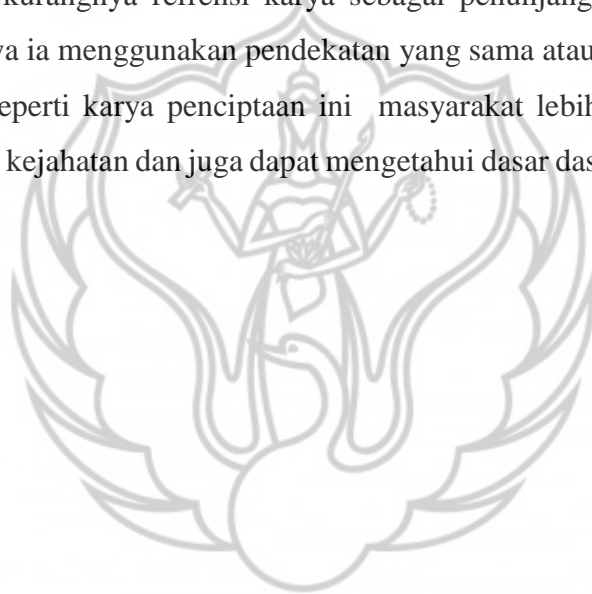 kurangnya referensi karya sebagai penunjang
ya ia menggunakan pendekatan yang sama atau
seperti karya penciptaan ini masyarakat lebih
kejahatan dan juga dapat mengetahui dasar das